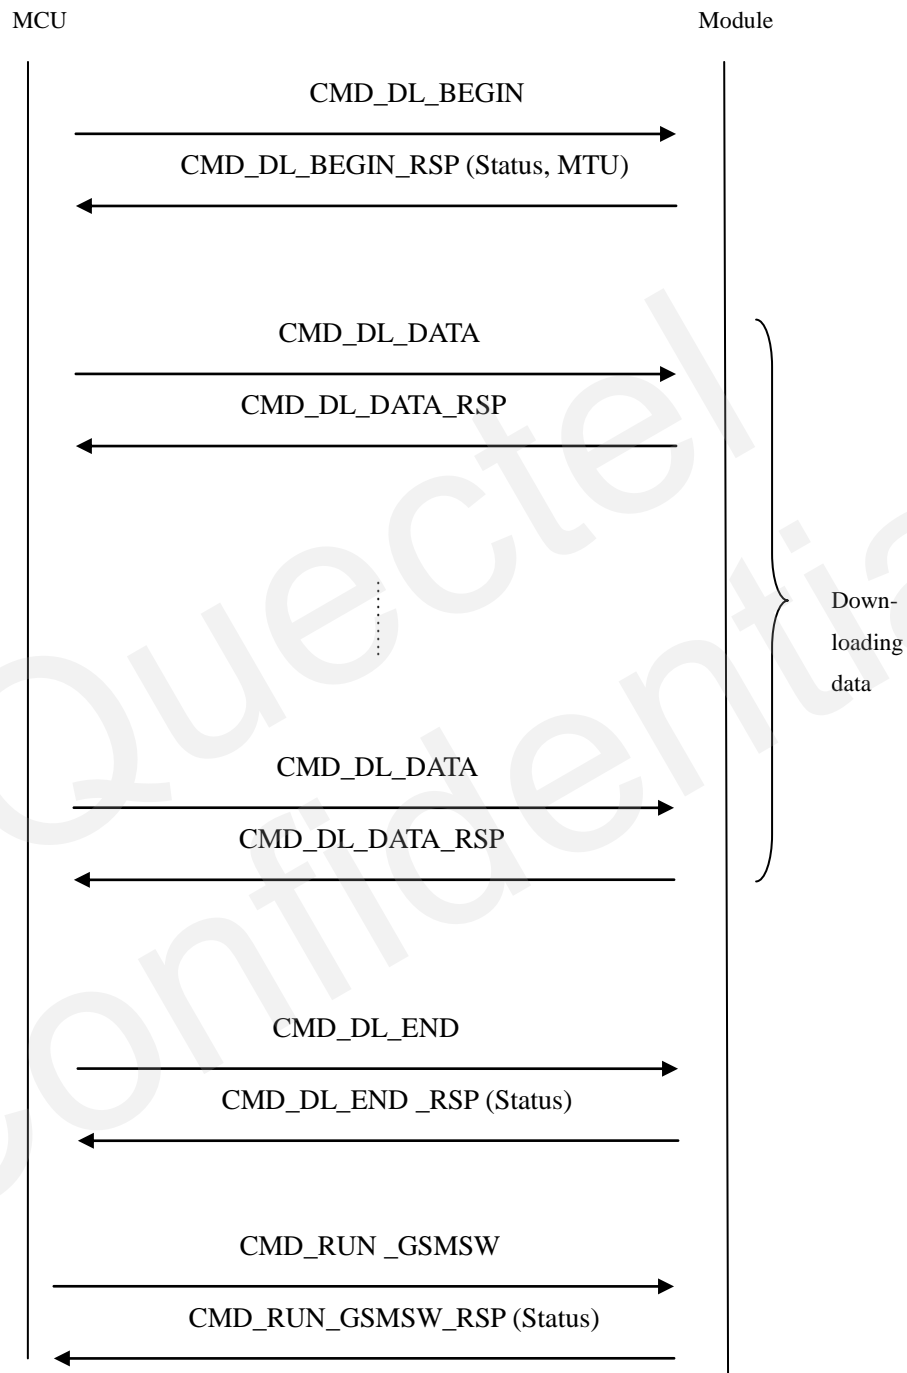 MCU
Module
CMD_DL_BEGIN
CMD_DL_BEGIN_RSP (Status, MTU)
CMD_DL_DATA
CMD_DL_DATA_RSP
Down-
loading
data
CMD_DL_DATA
CMD_DL_DATA_RSP
CMD_DL_END
CMD_DL_END _RSP (Status)
CMD_RUN _GSMSW
CMD_RUN_GSMSW_RSP (Status)
Quectel
Confidentia